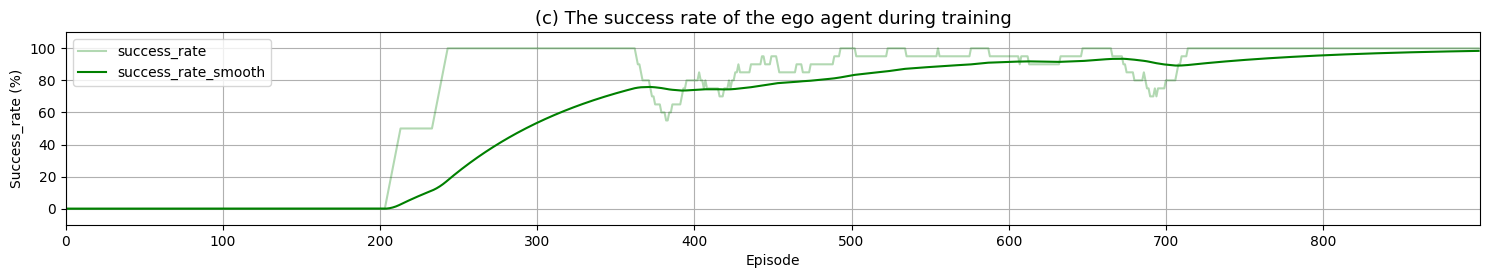 (c) The success rate of the ego agent during training
success_rate
success_rate_smooth
Success_rate (%)
100
80
60
40
20
0
0 100 200 300 400 500 600 700 800
Episode